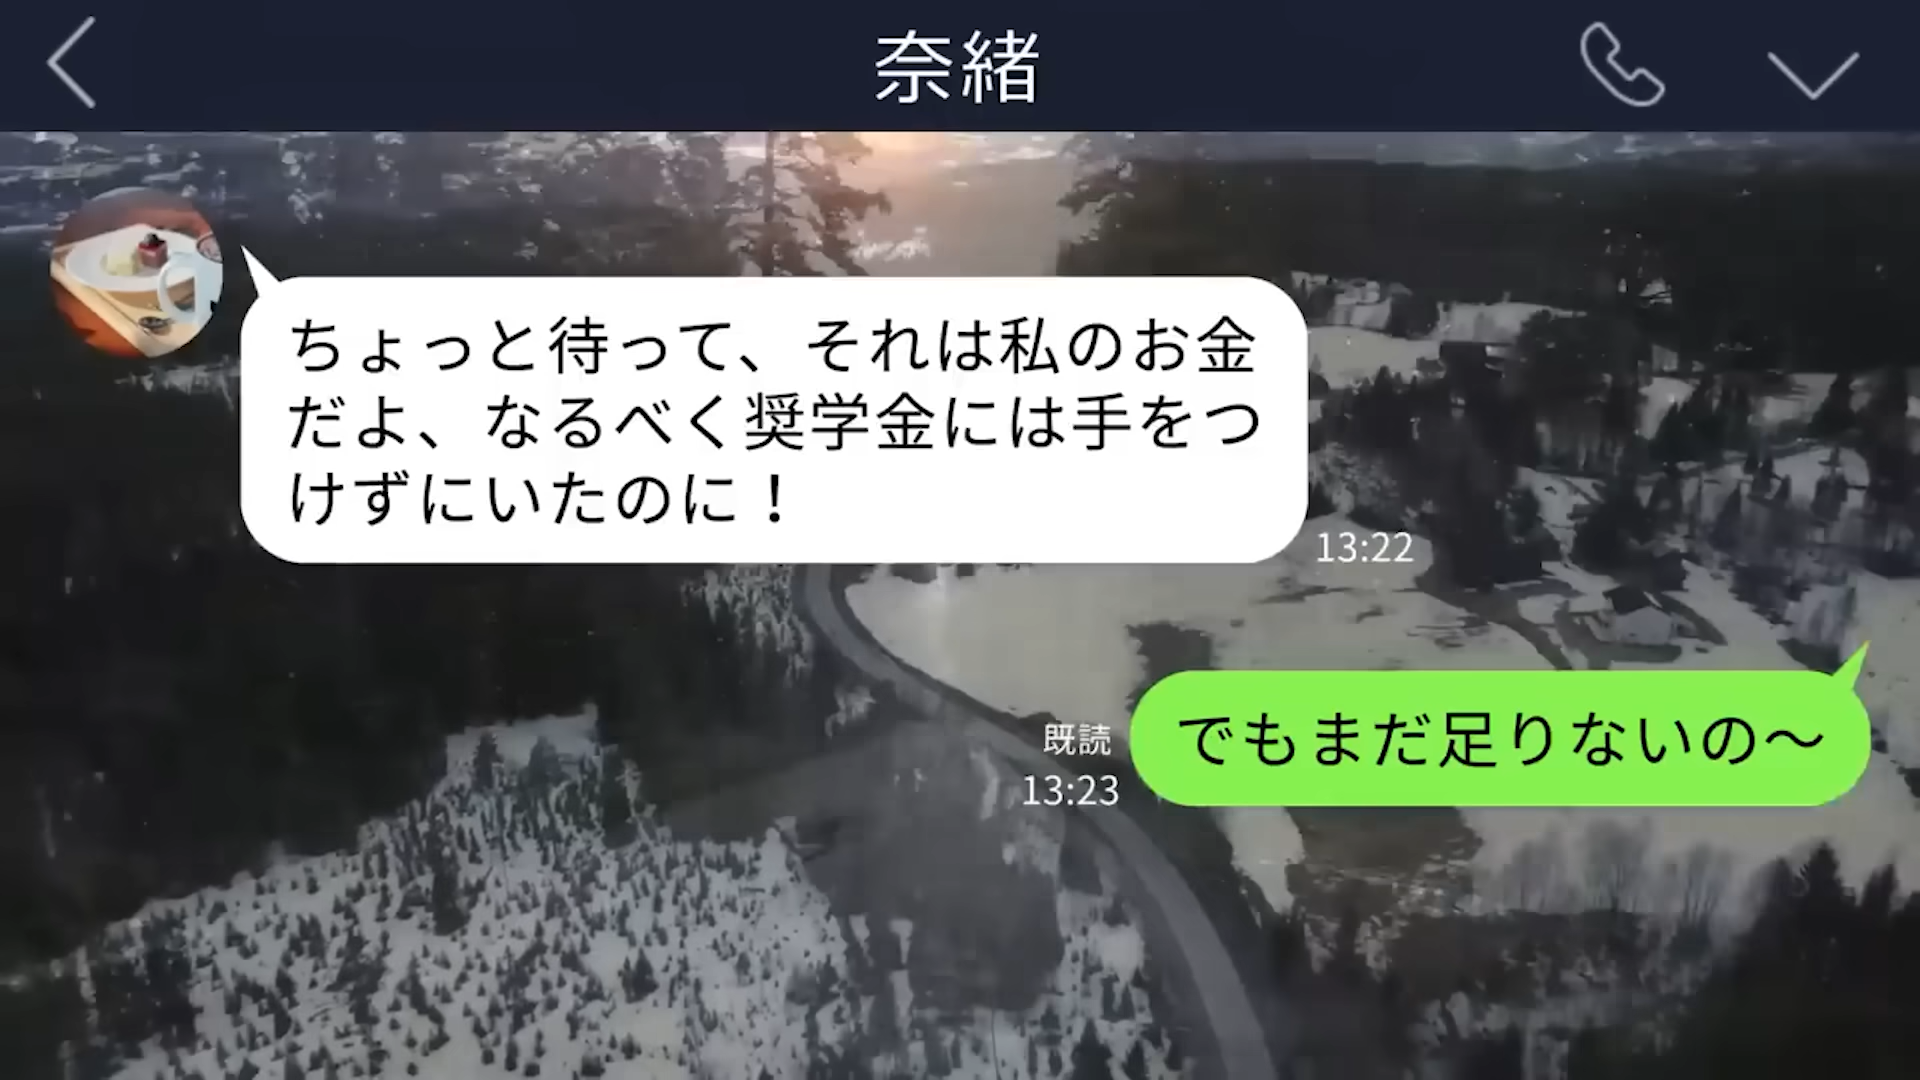 奈緒
ちょっと待って、それは私のお金
だよ、なるべく奨学金には手をつ
けずにいたのに！
13:22
でもまだ足りないの～
既読
13:23